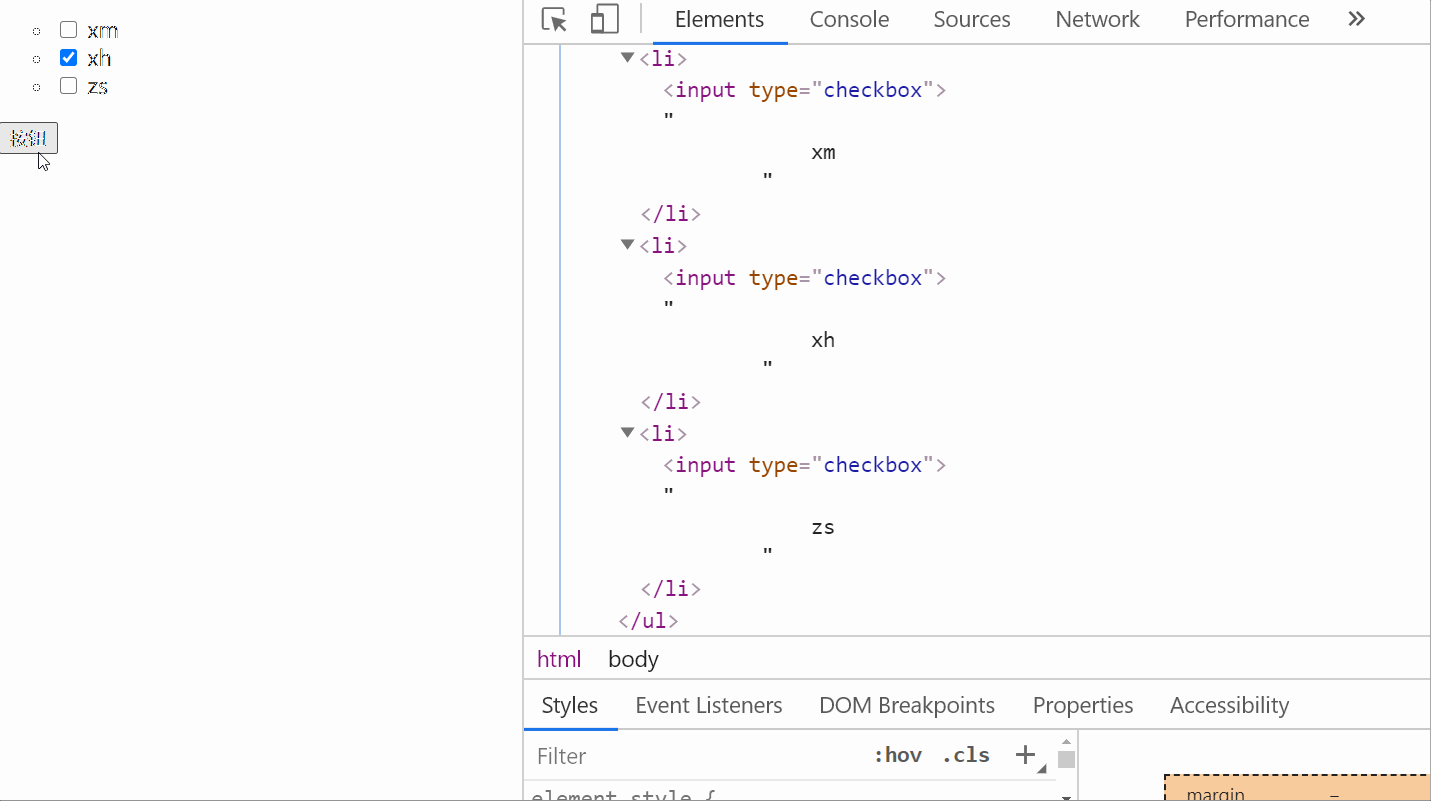 xm
xh
zs
按钮
Elements Console Sources Network Performance »
<li>
<input type="checkbox">
"
xm
"
</li>
<li>
<input type="checkbox">
"
xh
"
</li>
<li>
<input type="checkbox">
"
zs
"
</li>
</ul>
html body
Styles Event Listeners DOM Breakpoints Properties Accessibility
Filter :hov .cls +
element.style {
margin –